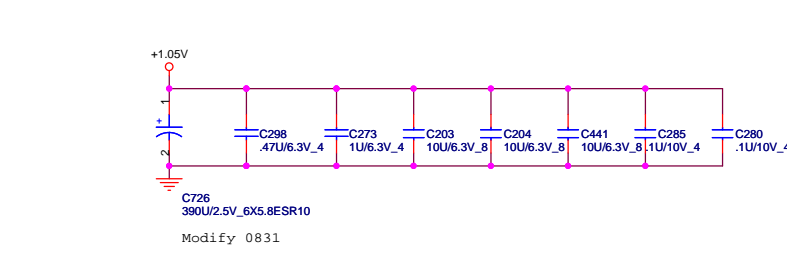 +1.05V
1
+
2
C298
.47U/6.3V_4
C273
1U/6.3V_4
C203
10U/6.3V_8
C204
10U/6.3V_8
C441
10U/6.3V_8
C285
.1U/10V_4
C280
.1U/10V_4
C726
390U/2.5V_6X5.8ESR10
Modify 0831